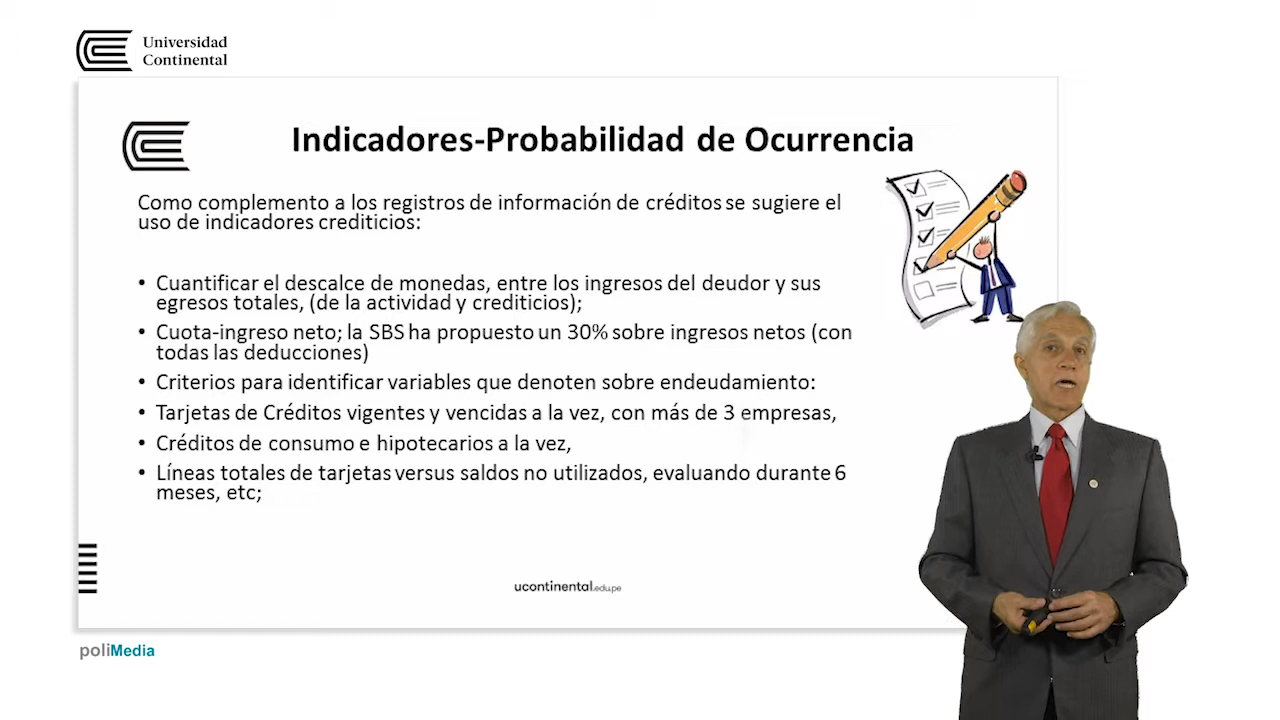 Universidad
Continental
Indicadores-Probabilidad de Ocurrencia
Como complemento a los registros de información de créditos se sugiere el
uso de indicadores crediticios:
• Cuantificar el descalce de monedas, entre los ingresos del deudor y sus
egresos totales, (de la actividad y crediticios);
• Cuota-ingreso neto; la SBS ha propuesto un 30% sobre ingresos netos (con
todas las deducciones)
• Criterios para identificar variables que denoten sobre endeudamiento:
• Tarjetas de Créditos vigentes y vencidas a la vez, con más de 3 empresas,
• Créditos de consumo e hipotecarios a la vez,
• Líneas totales de tarjetas versus saldos no utilizados, evaluando durante 6
meses, etc;
ucontinental.edu.pe
poliMedia